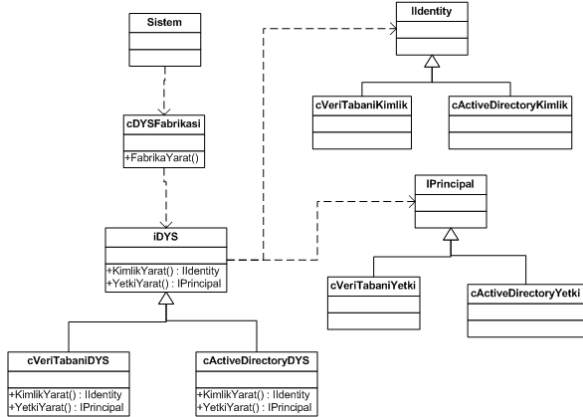 Sistem
IIdentity
cVeriTabaniKimlik
cActiveDirectoryKimlik
cDYSFabrikasi
+FabrikaYarat()
IPrincipal
iDYS
+KimlikYarat() : IIdentity
+YetkiYarat() : IPrincipal
cVeriTabaniYetki
cActiveDirectoryYetki
cVeriTabaniDYS
+KimlikYarat() : IIdentity
+YetkiYarat() : IPrincipal
cActiveDirectoryDYS
+KimlikYarat() : IIdentity
+YetkiYarat() : IPrincipal